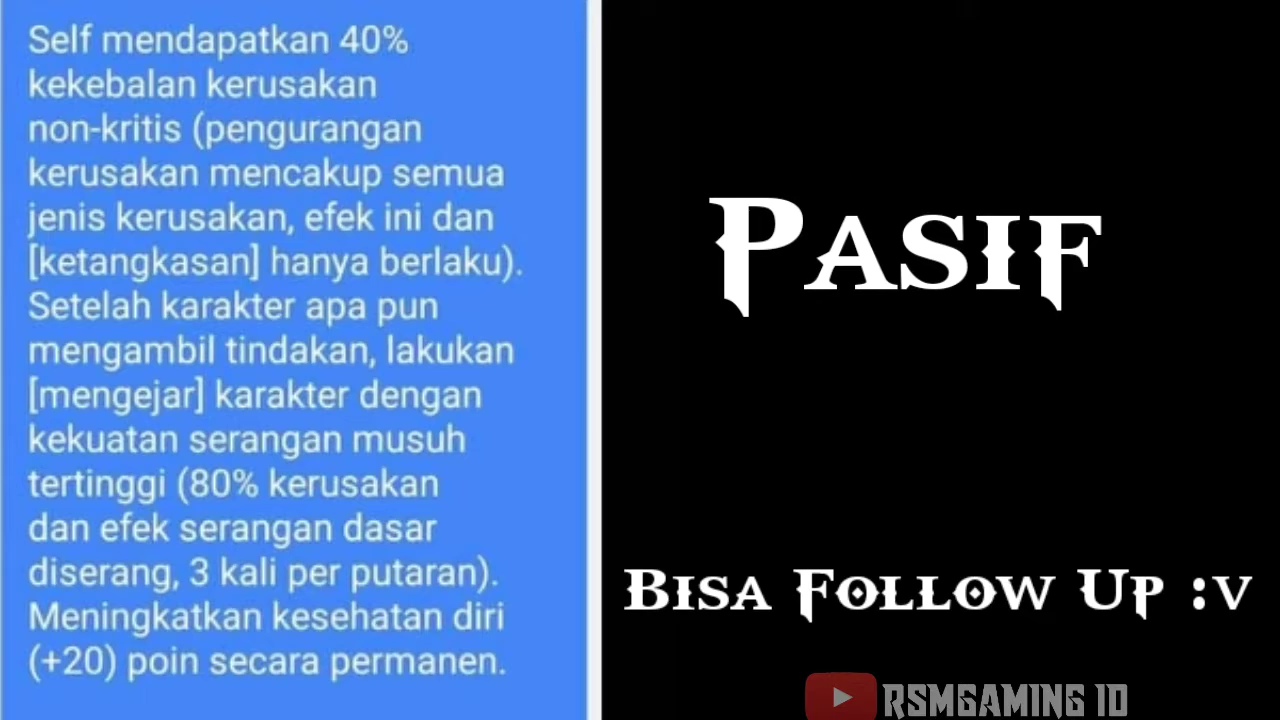 Self mendapatkan 40%
kekebalan kerusakan
non-kritis (pengurangan
kerusakan mencakup semua
jenis kerusakan, efek ini dan
[ketangkasan] hanya berlaku).
Setelah karakter apa pun
mengambil tindakan, lakukan
[mengejar] karakter dengan
kekuatan serangan musuh
tertinggi (80% kerusakan
dan efek serangan dasar
diserang, 3 kali per putaran).
Meningkatkan kesehatan diri
(+20) poin secara permanen.
Pasif
Bisa Follow Up :v
RSMGAMING ID